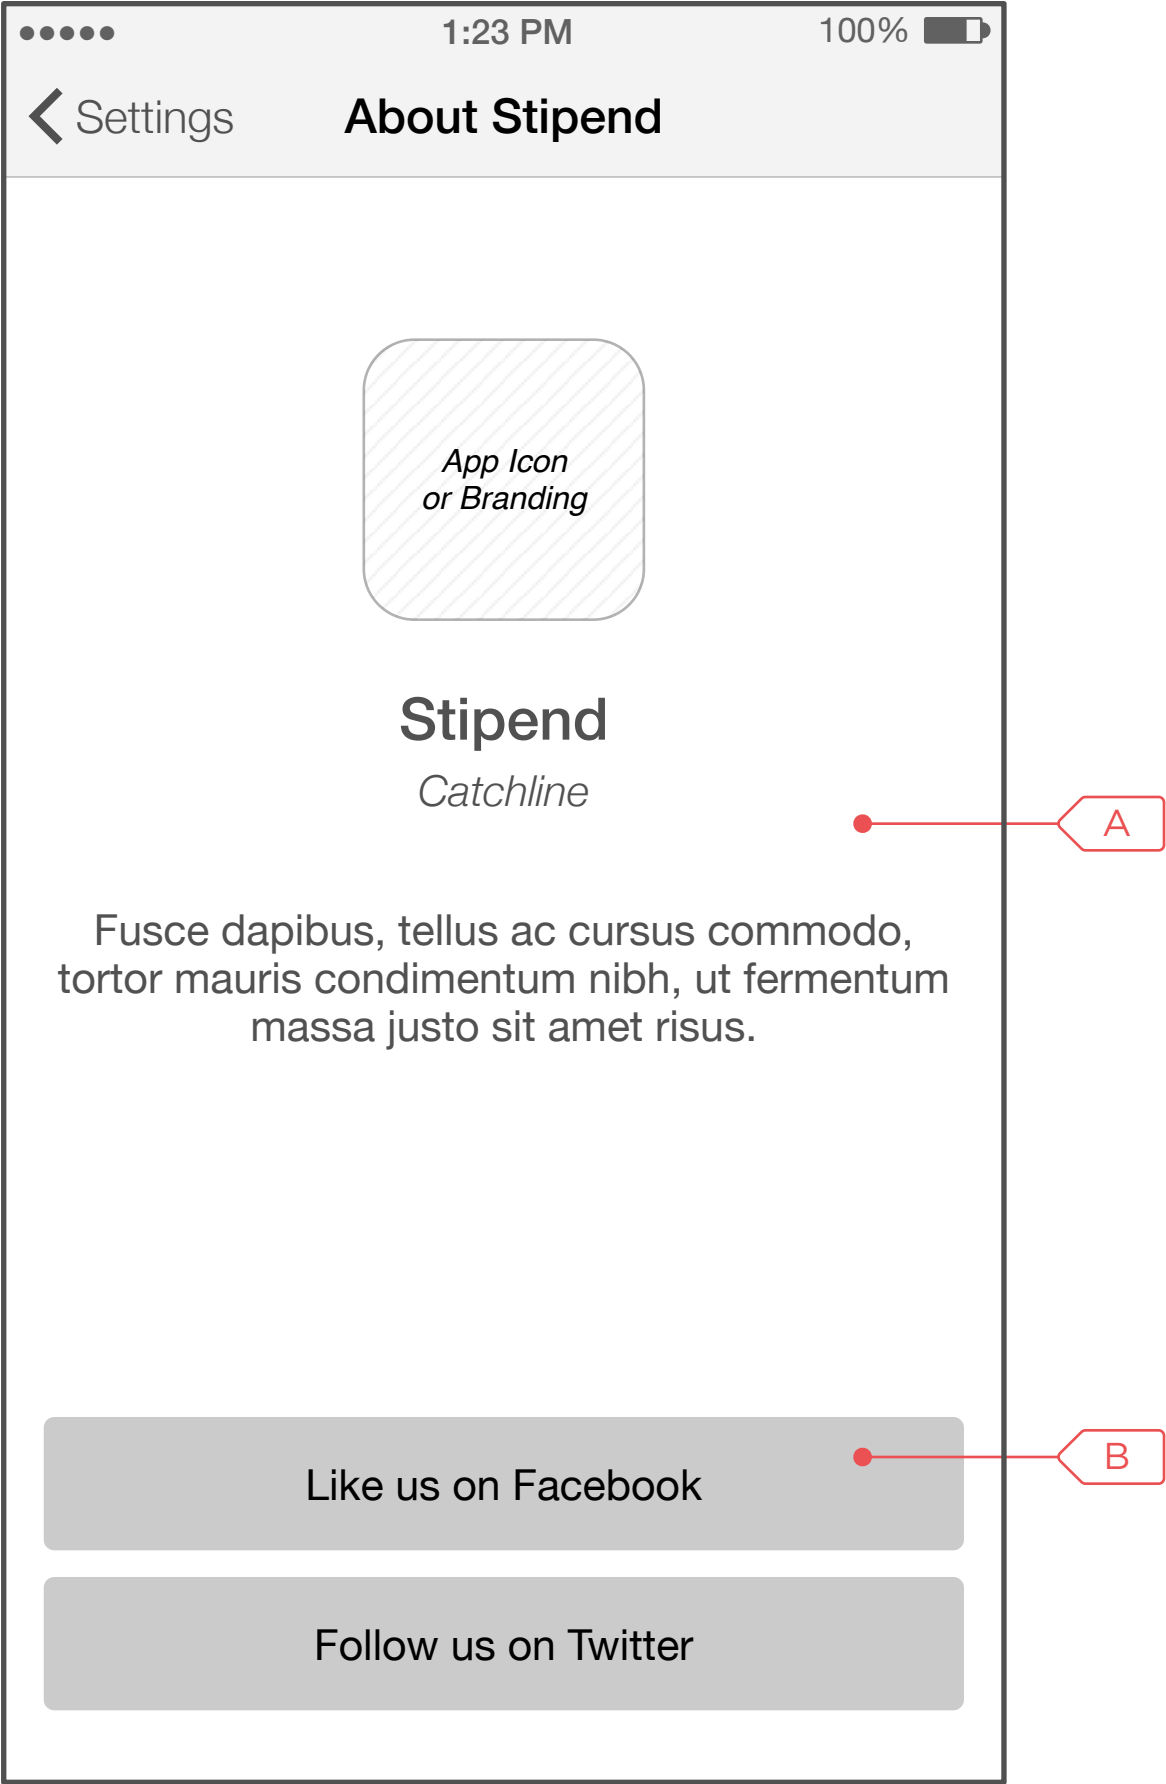 1:23 PM
100%
Settings
About Stipend
App Icon
or Branding
Stipend
Catchline
A
Fusce dapibus, tellus ac cursus commodo,
tortor mauris condimentum nibh, ut fermentum
massa justo sit amet risus.
Like us on Facebook
B
Follow us on Twitter